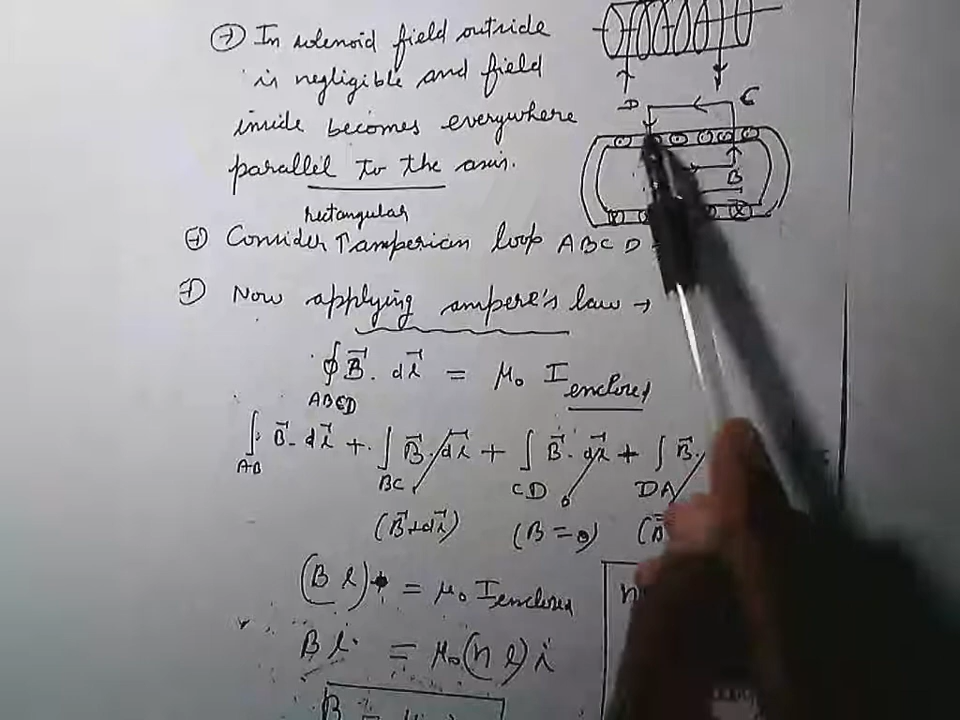 → In solenoid field outside
is negligible and field
inside becomes everywhere
parallel to the axis.
D C
B
rectangular
→ Consider 1 amperian loop ABCD
→ Now applying ampere's law →
∮ B⃗. dl⃗ = μ₀ I enclosed
ABCD
∫ B⃗. dl⃗ + ∫ B⃗. dl⃗ + ∫ B⃗. dl⃗ + ∫ B⃗.
AB BC CD DA
(B⃗⊥dl⃗) (B=0) (B⃗
(B l) = μ₀ I enclosed
n
B l = μ₀(n l) i
B =